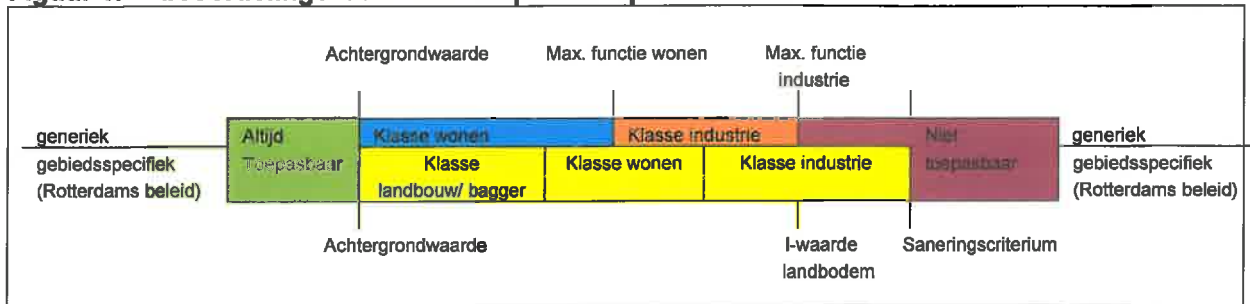 Achtergrondwaarde
Max. functie wonen
Max. functie
industrie
generiek
Altijd
Toepasbaar
Klasse wonen
Klasse industrie
Niet
toepasbaar
generiek
gebiedsspecifiek
(Rotterdams beleid)
Klasse
landbouw/ bagger
Klasse wonen
Klasse industrie
gebiedsspecifiek
(Rotterdams beleid)
Achtergrondwaarde
I-waarde
landbodem
Saneringscriterium